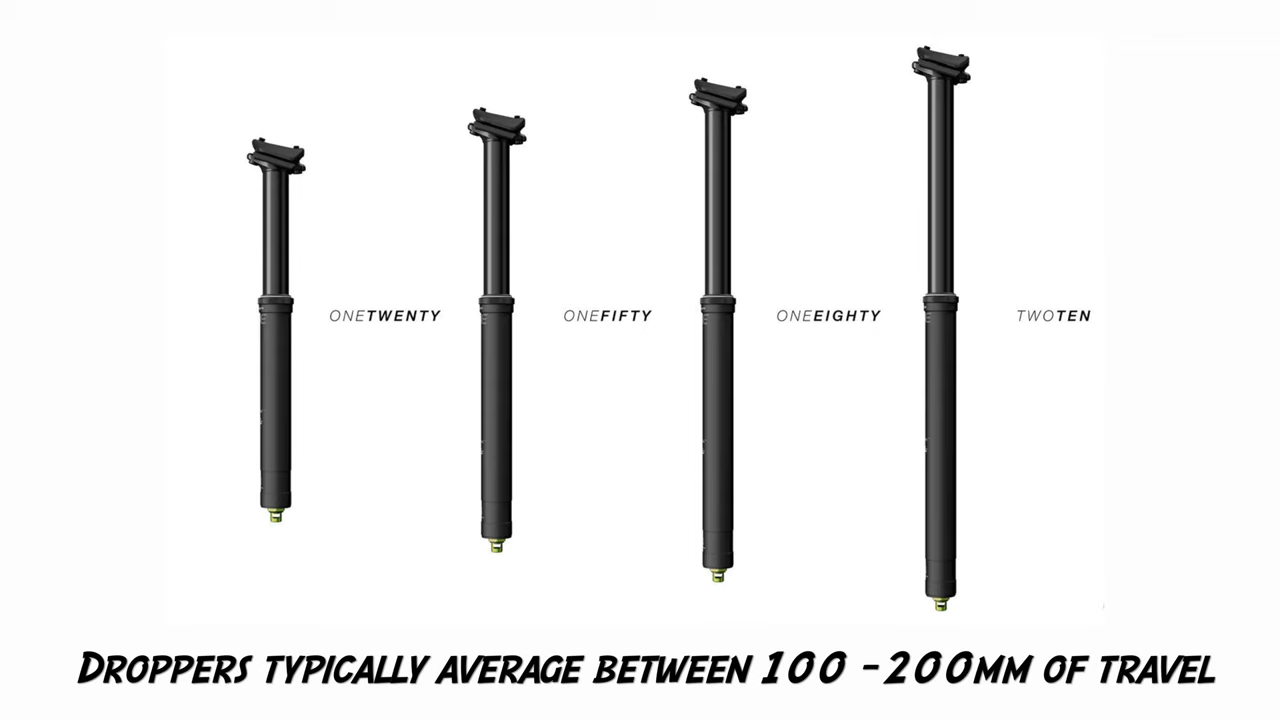 ONETWENTY
ONEFIFTY
ONEEIGHTY
TWOTEN
DROPPERS TYPICALLY AVERAGE BETWEEN 100 -200MM OF TRAVEL